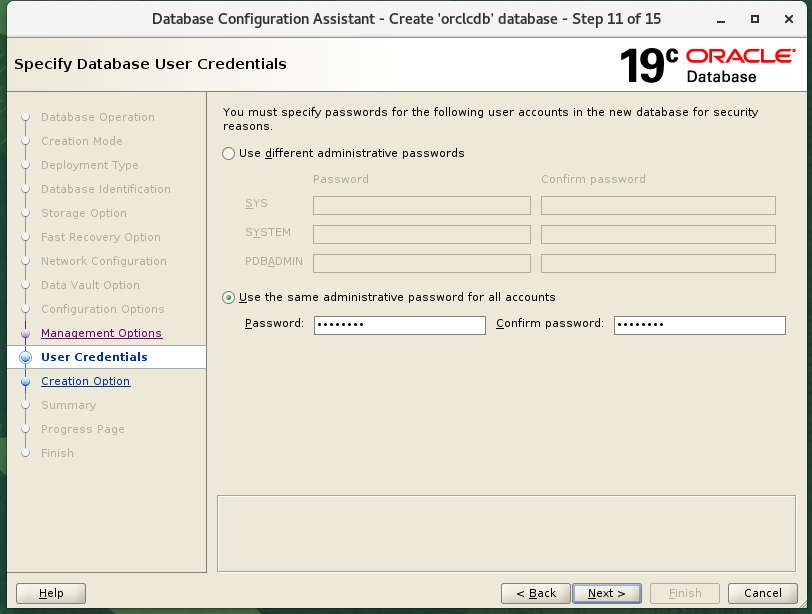 Database Configuration Assistant - Create 'orclcdb' database - Step 11 of 15
Specify Database User Credentials
19c ORACLE
Database
Database Operation
Creation Mode
Deployment Type
Database Identification
Storage Option
Fast Recovery Option
Network Configuration
Data Vault Option
Configuration Options
Management Options
User Credentials
Creation Option
Summary
Progress Page
Finish
You must specify passwords for the following user accounts in the new database for security
reasons.
Use different administrative passwords
Password Confirm password
SYS
SYSTEM
PDBADMIN
Use the same administrative password for all accounts
Password: •••••••• Confirm password: ••••••••
Help < Back Next > Finish Cancel